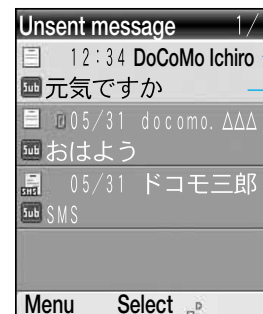 Unsent message 1/
12:34 DoCoMo Ichiro
Sub 元気ですか
05/31 docomo.ΔΔΔ
Sub おはよう
SMS 05/31 ドコモ三郎
Sub SMS
Menu Select